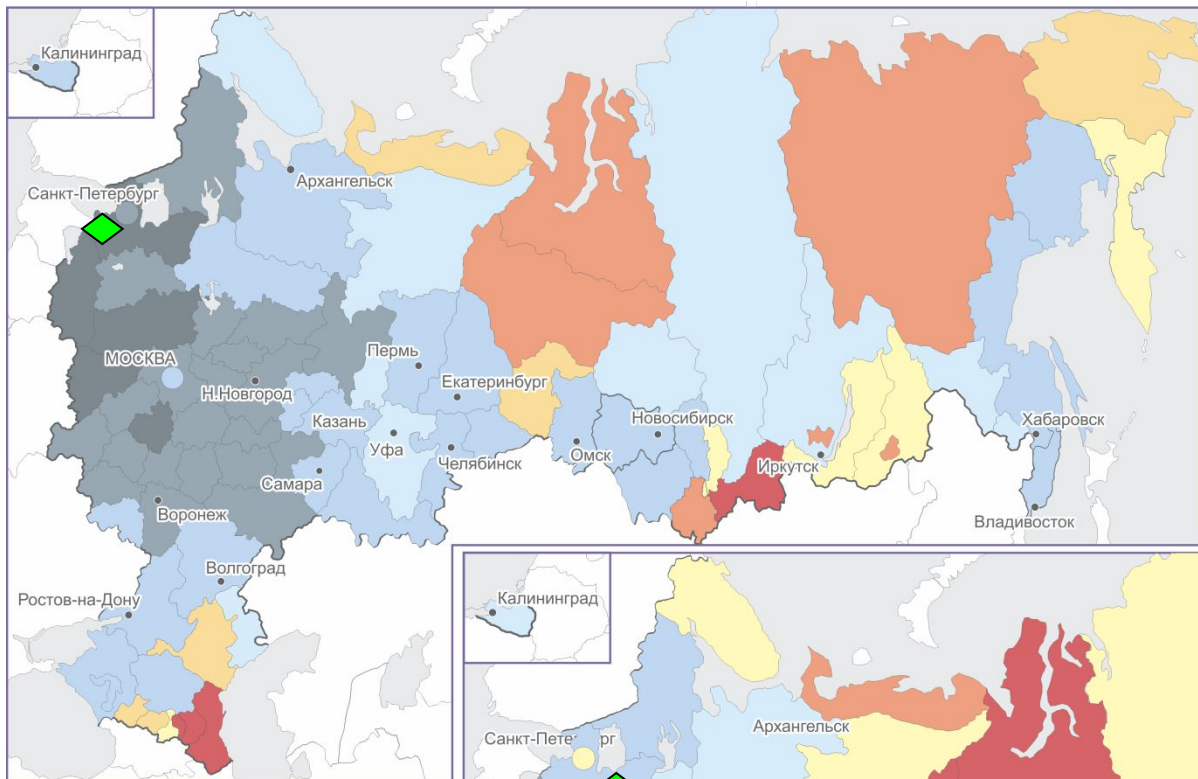 Калининград
Архангельск
Санкт-Петербург
МОСКВА
Пермь
Н.Новгород
Екатеринбург
Казань
Новосибирск
Хабаровск
Уфа
Омск
Челябинск
Иркутск
Самара
Воронеж
Владивосток
Волгоград
Ростов-на-Дону
Калининград
Архангельск